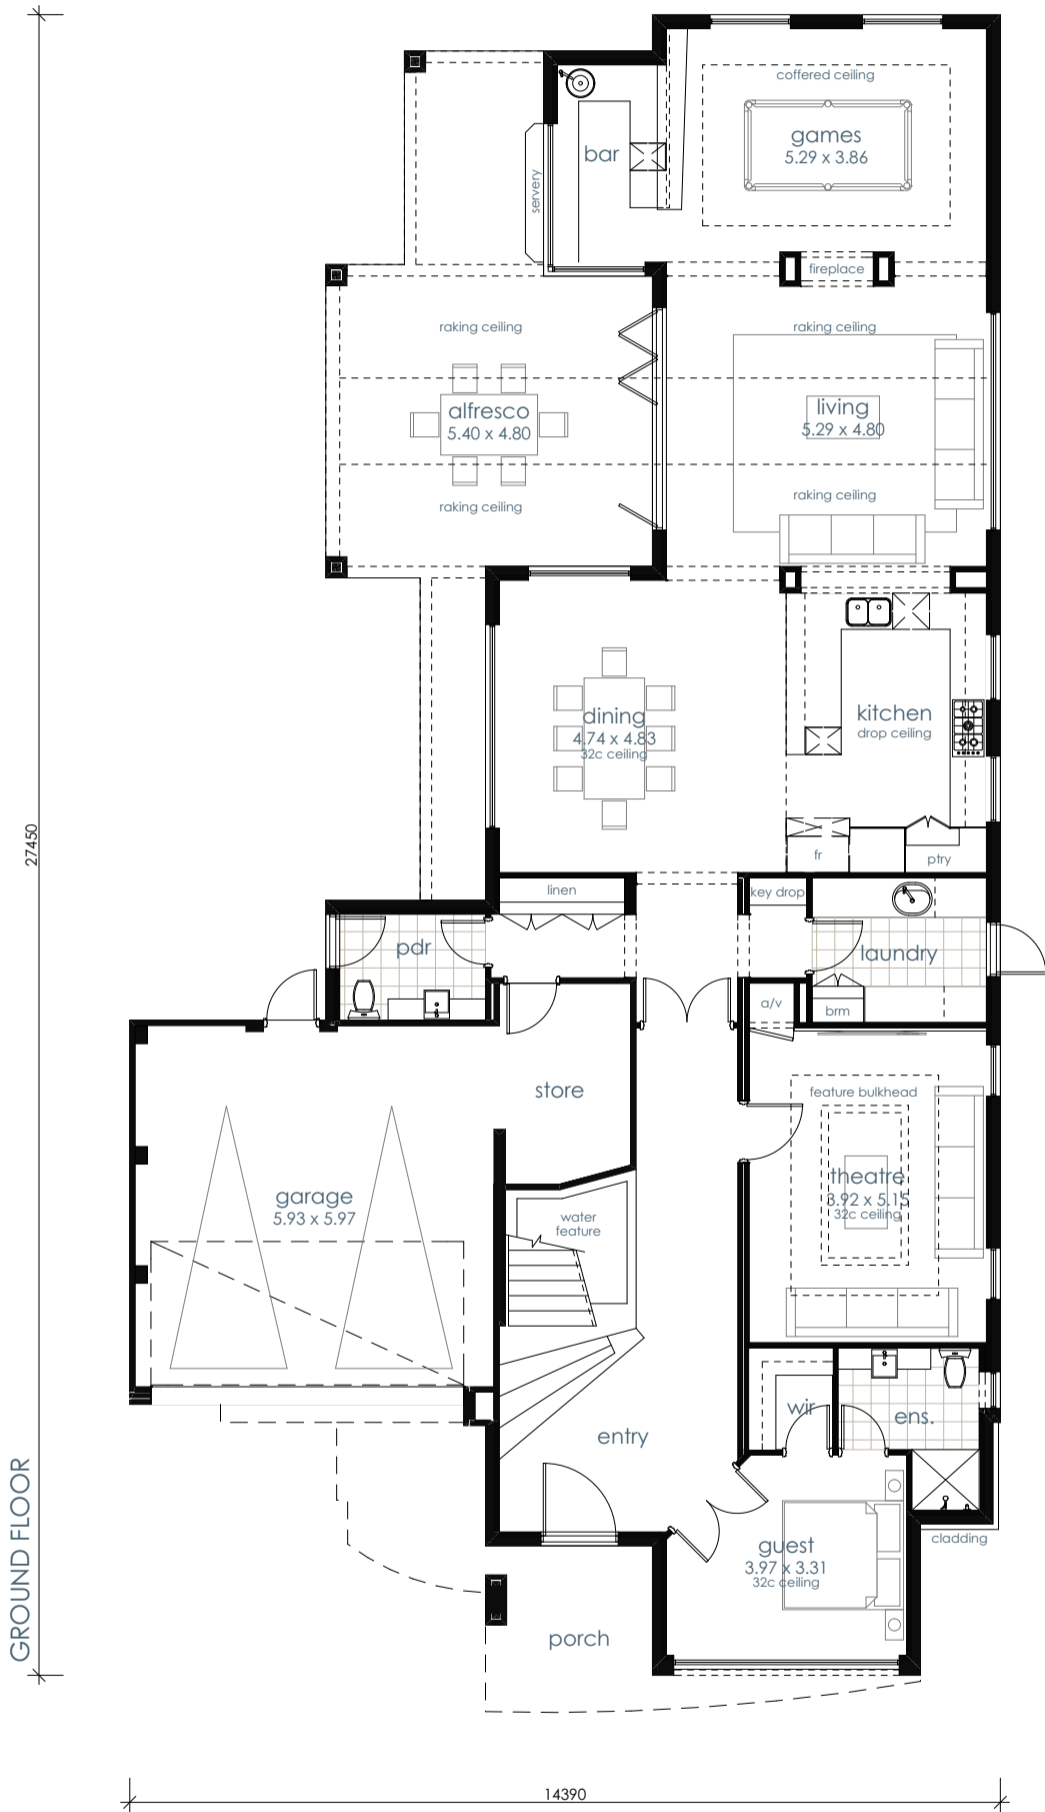 coffered ceiling
games
5.29 x 3.86
bar
servery
fireplace
raking ceiling
raking ceiling
alfresco
5.40 x 4.80
living
5.29 x 4.80
raking ceiling
raking ceiling
dining
4.74 x 4.83
32c ceiling
kitchen
drop ceiling
fr
ptry
27450
linen
key drop
pdr
laundry
a/v
brm
store
feature bulkhead
theatre
3.92 x 5.15
32c ceiling
garage
5.93 x 5.97
water
feature
wir
ens.
entry
guest
3.97 x 3.31
32c ceiling
cladding
porch
GROUND FLOOR
14390